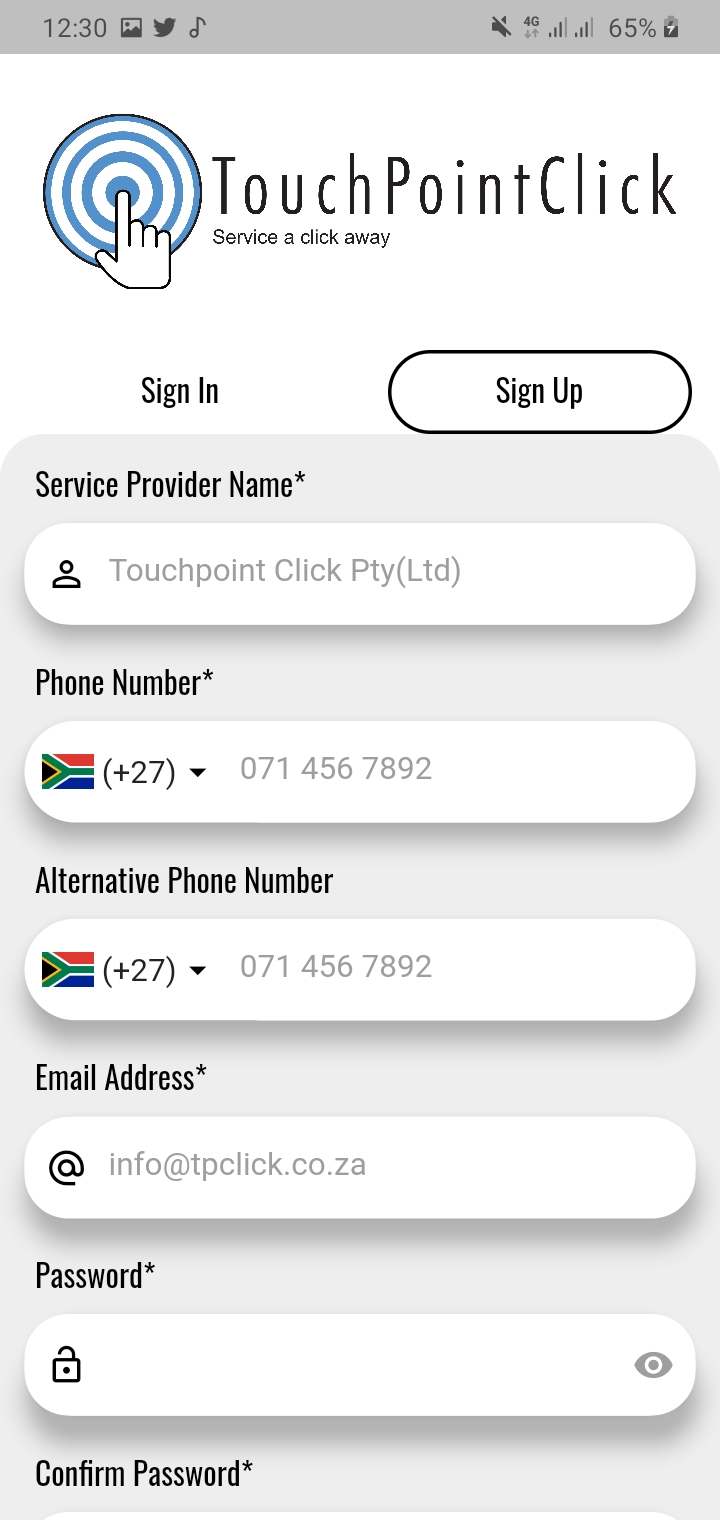 12:30 4G 65%
TouchPointClick
Service a click away
Sign In Sign Up
Service Provider Name*
Touchpoint Click Pty(Ltd)
Phone Number*
(+27) 071 456 7892
Alternative Phone Number
(+27) 071 456 7892
Email Address*
info@tpclick.co.za
Password*
Confirm Password*